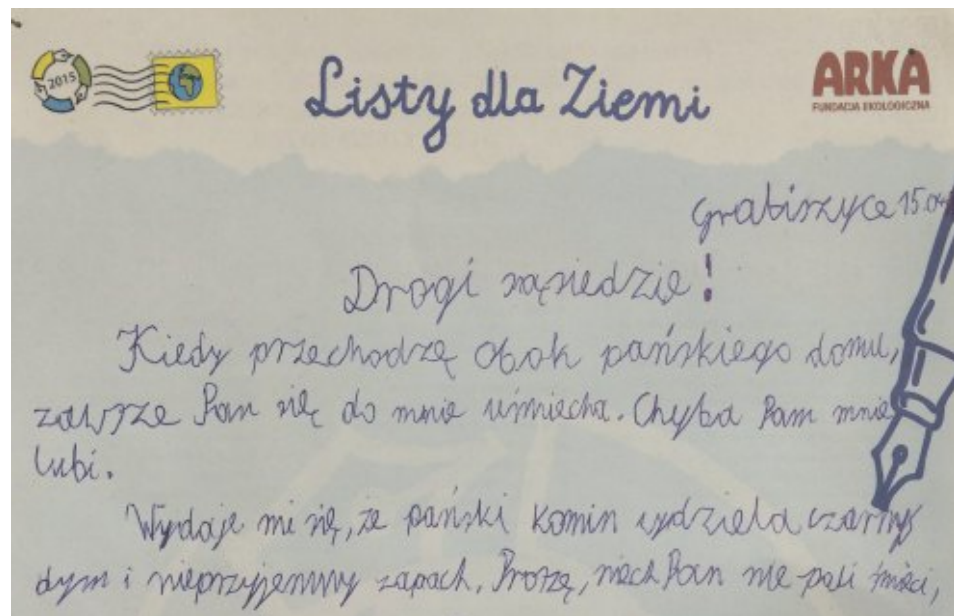 2015
Listy dla Ziemi
ARKA
FUNDACJA EKOLOGICZNA
Grabiszyce 15.04
Drogi sąsiedzie!
Kiedy przechodzę obok pańskiego domu,
zawsze Pan się do mnie uśmiecha. Chyba Pan mnie
lubi.
Wydaje mi się, że pański komin wydziela czarny
dym i nieprzyjemny zapach. Proszę, niech Pan nie pali śmieci,